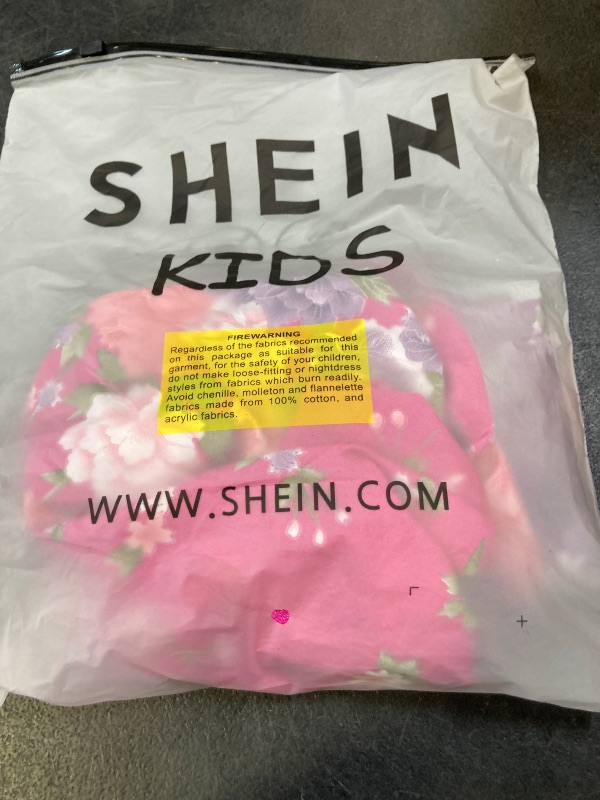 SHEIN
KIDS
FIREWARNING
Regardless of the fabrics recommended
on this package as suitable for this
garment, for the safety of your children,
do not make loose-fitting or nightdress
styles from fabrics which burn readily.
Avoid chenille, molleton and flannelette
fabrics made from 100% cotton, and
acrylic fabrics.
WWW.SHEIN.COM